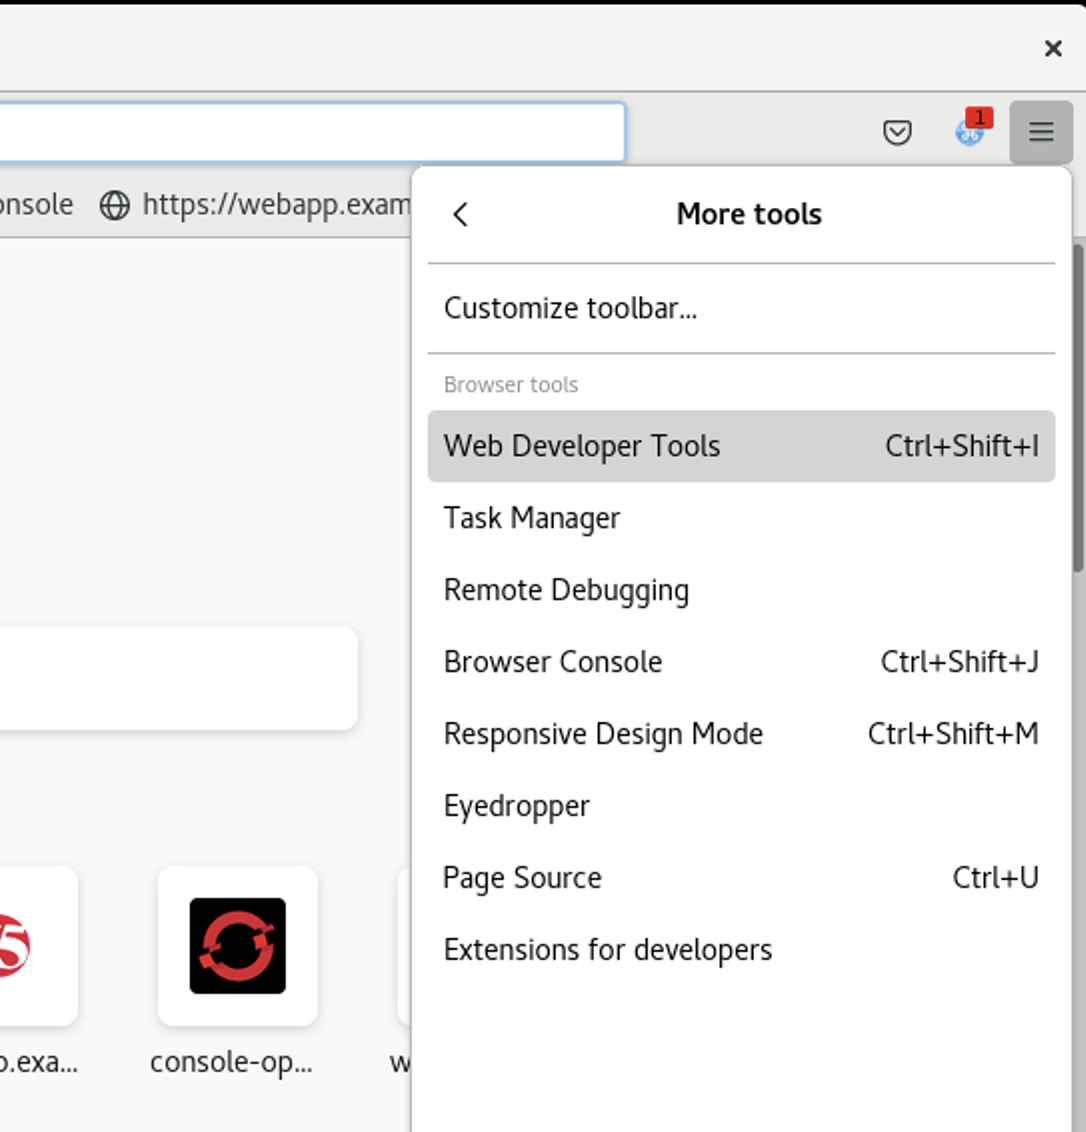 1
onsole https://webapp.exam
More tools
Customize toolbar...
Browser tools
Web Developer Tools Ctrl+Shift+I
Task Manager
Remote Debugging
Browser Console Ctrl+Shift+J
Responsive Design Mode Ctrl+Shift+M
Eyedropper
Page Source Ctrl+U
Extensions for developers
5
o.exa... console-op... w